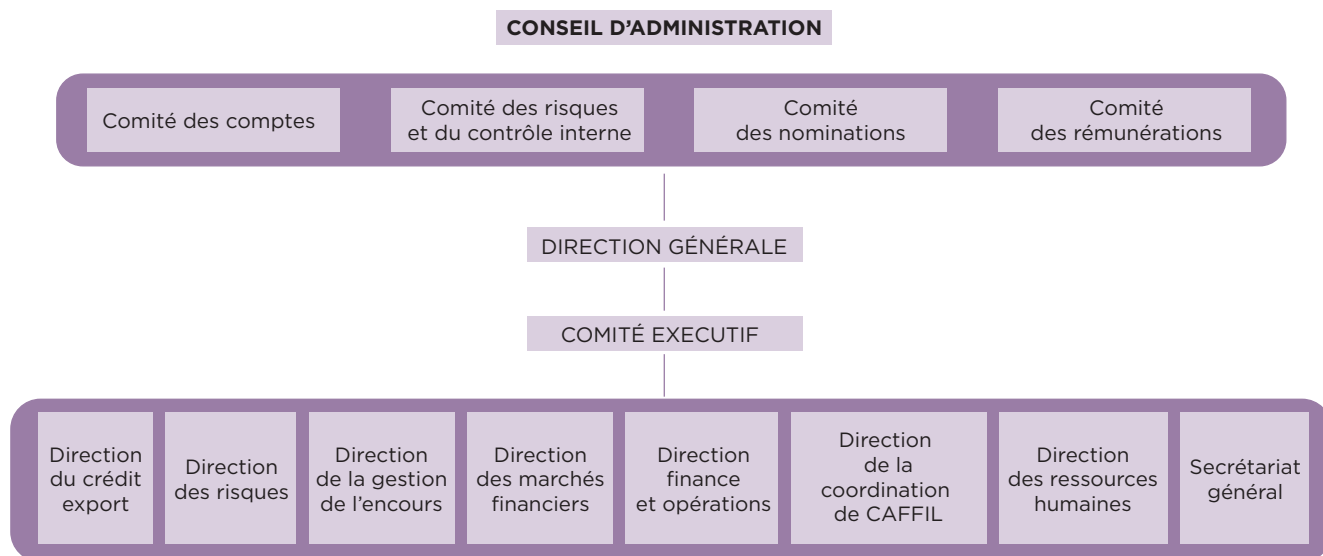 CONSEIL D'ADMINISTRATION
Comité des comptes
Comité des risques
et du contrôle interne
Comité
des nominations
Comité
des rémunérations
DIRECTION GÉNÉRALE
COMITÉ EXECUTIF
Direction
du crédit
export
Direction
des risques
Direction
de la gestion
de l'encours
Direction
des marchés
financiers
Direction
finance
et opérations
Direction
de la
coordination
de CAFFIL
Direction
des ressources
humaines
Secrétariat
général